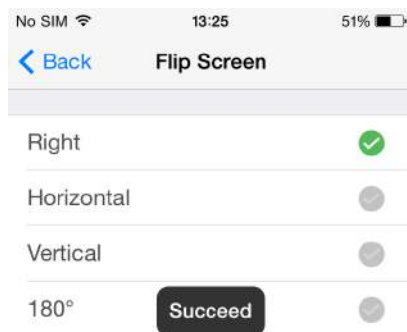 No SIM 13:25 51%
Back Flip Screen
Right
Horizontal
Vertical
180° Succeed